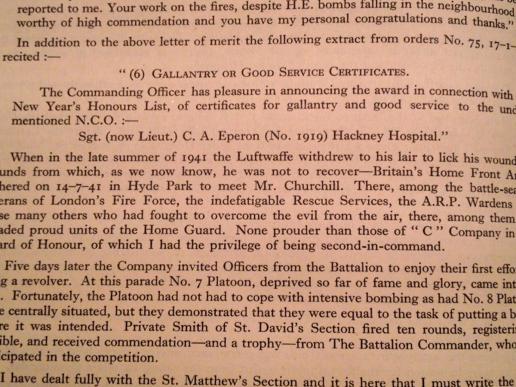 reported to me. Your work on the fires, despite H.E. bombs falling in the neighbourhood
worthy of high commendation and you have my personal congratulations and thanks."
In addition to the above letter of merit the following extract from orders No. 75, 17-1-
recited :—
" (6) GALLANTRY OR GOOD SERVICE CERTIFICATES.
The Commanding Officer has pleasure in announcing the award in connection with
New Year's Honours List, of certificates for gallantry and good service to the und
mentioned N.C.O. :—
Sgt. (now Lieut.) C. A. Eperon (No. 1919) Hackney Hospital."
When in the late summer of 1941 the Luftwaffe withdrew to his lair to lick his wound
unds from which, as we now know, he was not to recover—Britain's Home Front Ar
hered on 14-7-41 in Hyde Park to meet Mr. Churchill. There, among the battle-sea
erans of London's Fire Force, the indefatigable Rescue Services, the A.R.P. Wardens
se many others who had fought to overcome the evil from the air, there, among them
aded proud units of the Home Guard. None prouder than those of " C " Company in
ard of Honour, of which I had the privilege of being second-in-command.
Five days later the Company invited Officers from the Battalion to enjoy their first effo
g a revolver. At this parade No. 7 Platoon, deprived so far of fame and glory, came int
. Fortunately, the Platoon had not had to cope with intensive bombing as had No. 8 Plat
e centrally situated, but they demonstrated that they were equal to the task of putting a b
re it was intended. Private Smith of St. David's Section fired ten rounds, registeri
ible, and received commendation—and a trophy—from The Battalion Commander, who
icipated in the competition.
I have dealt fully with the St. Matthew's Section and it is here that I must write the